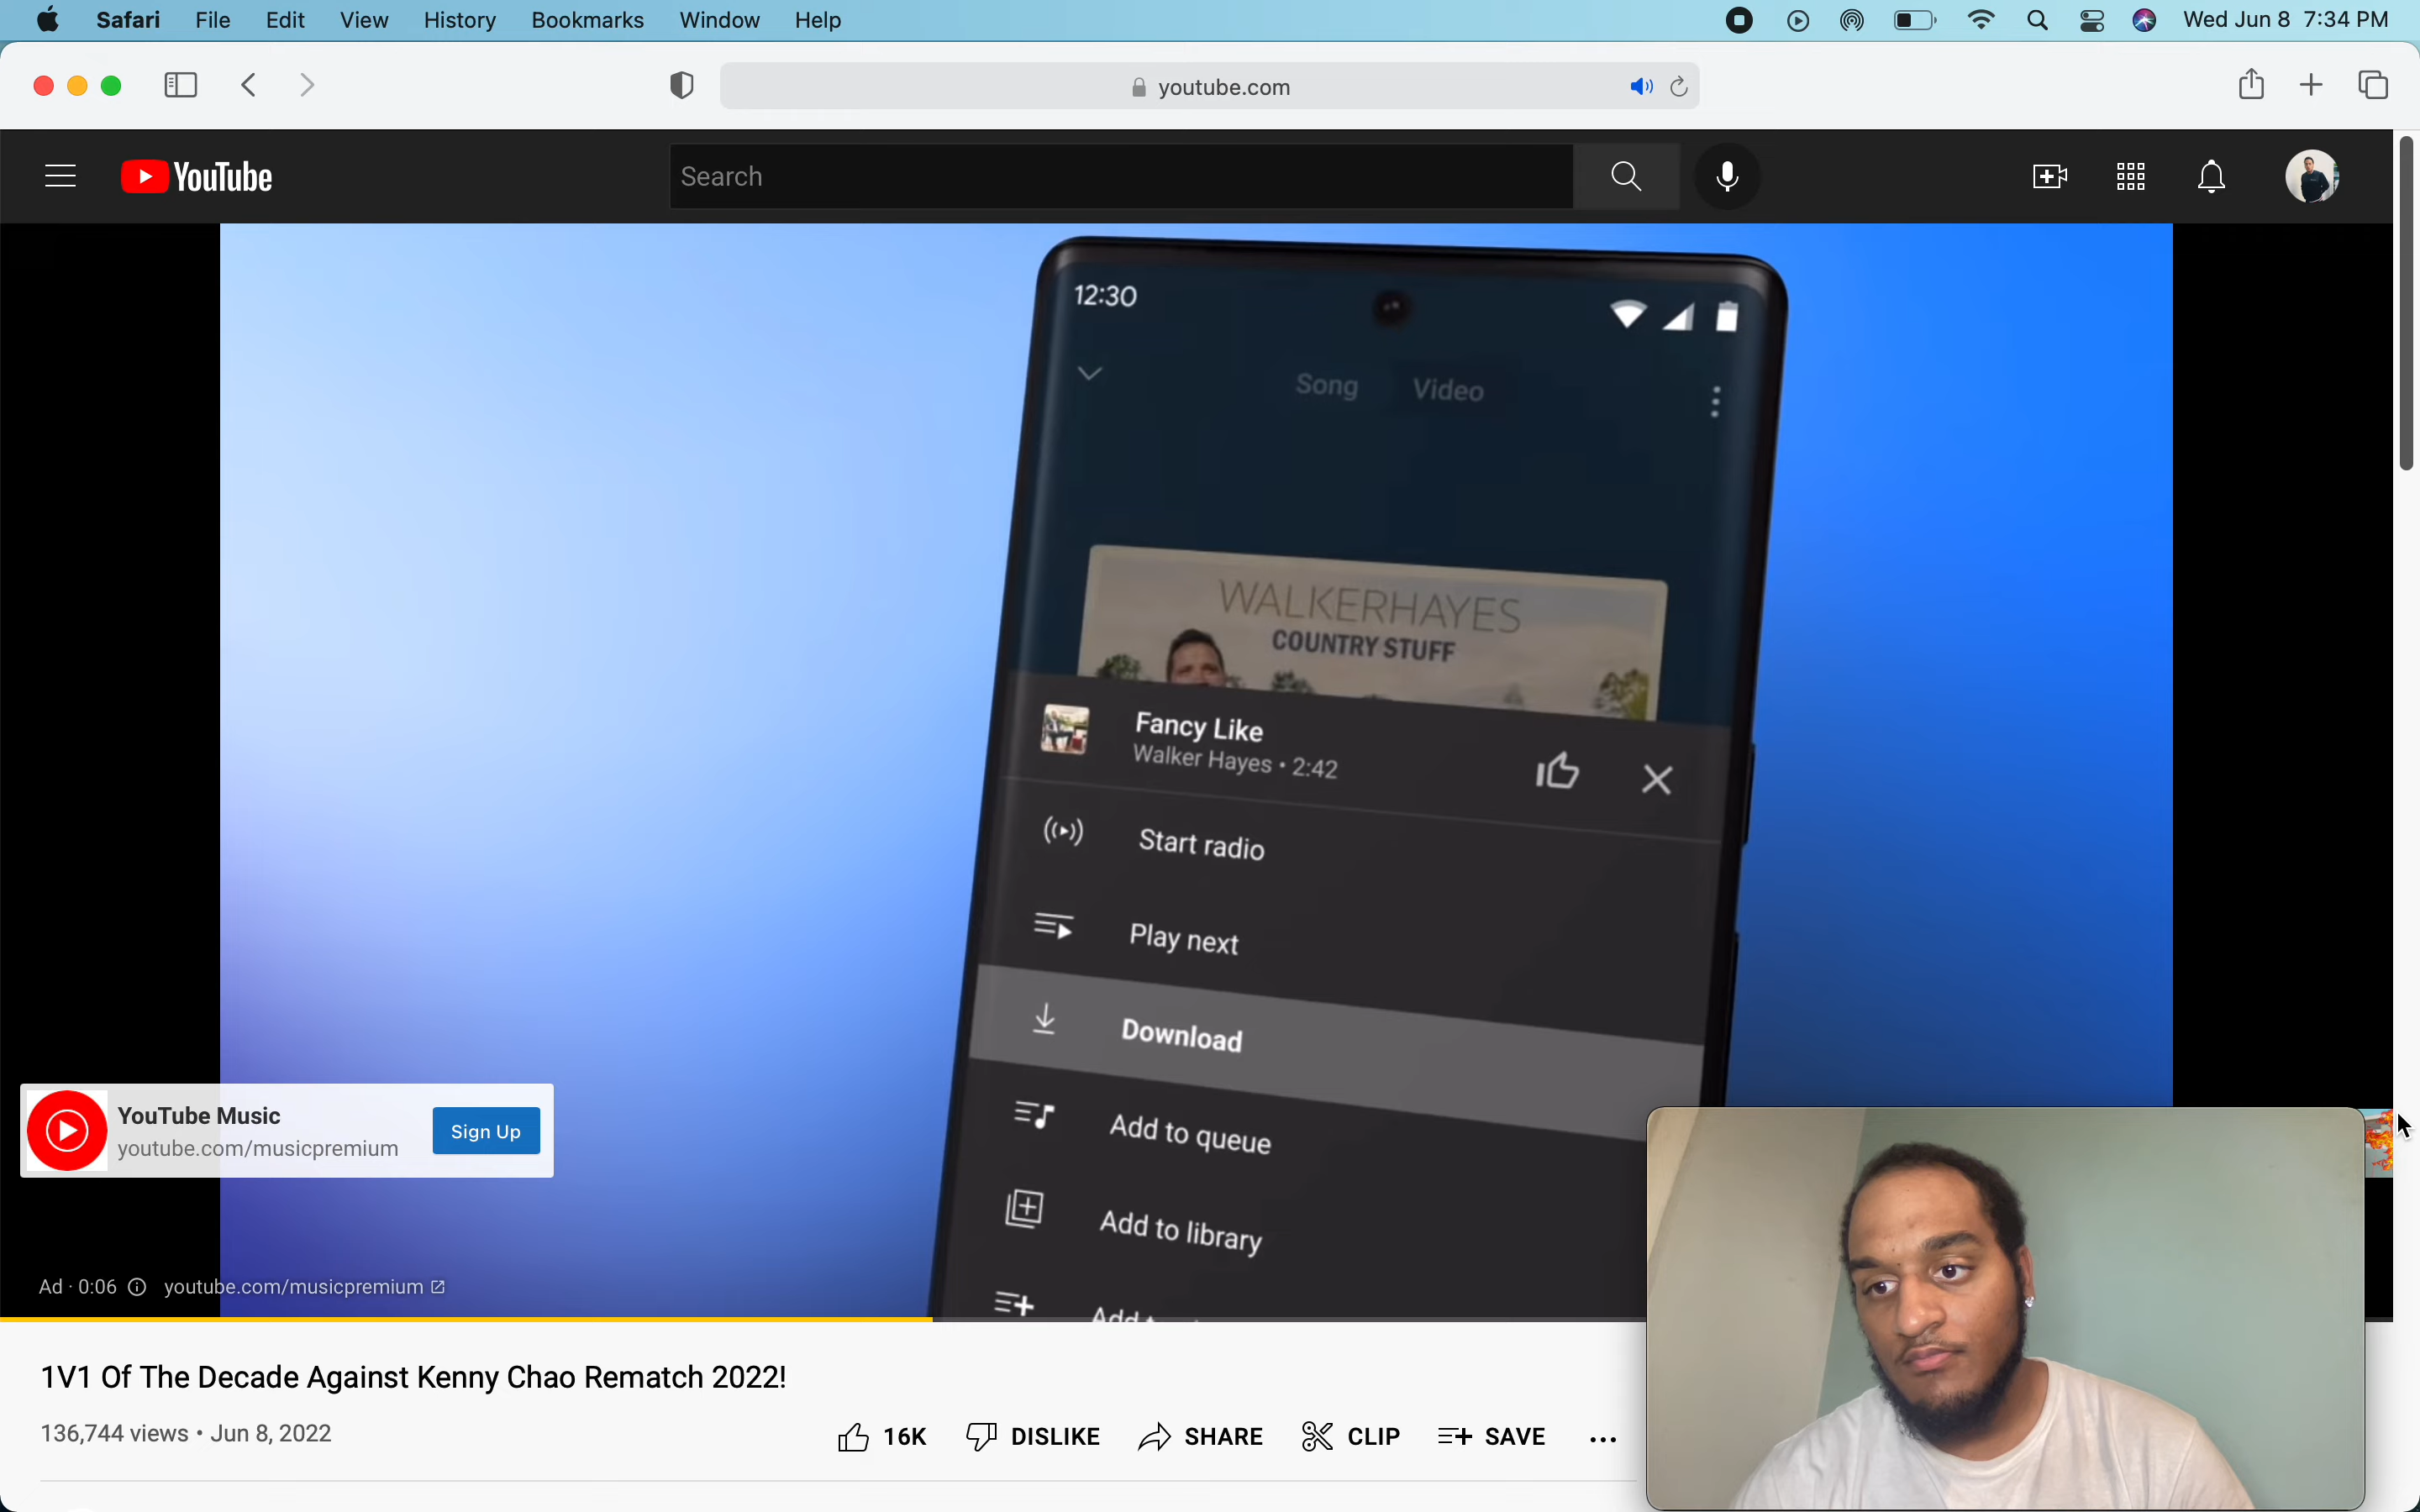 Safari File Edit View History Bookmarks Window Help Wed Jun 8 7:34 PM
youtube.com
YouTube Search
12:30
Song Video
WALKERHAYES
COUNTRY STUFF
Fancy Like
Walker Hayes • 2:42
Start radio
Play next
Download
Add to queue
Add to library
YouTube Music
youtube.com/musicpremium
Sign Up
Ad · 0:06 youtube.com/musicpremium
1V1 Of The Decade Against Kenny Chao Rematch 2022!
136,744 views • Jun 8, 2022
16K DISLIKE SHARE CLIP SAVE